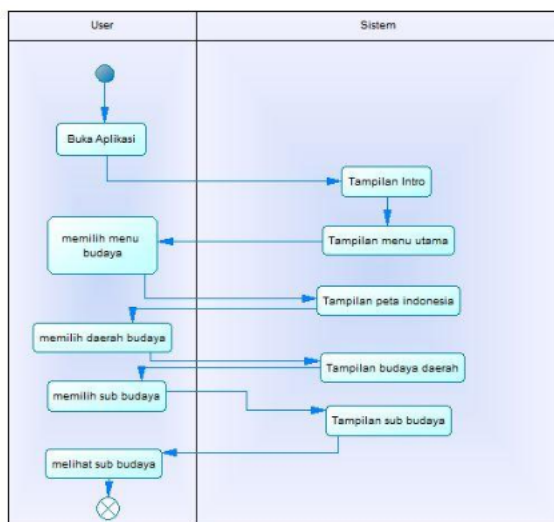 User
Sistem
Buka Aplikasi
Tampilan Intro
Tampilan menu utama
memilih menu
budaya
Tampilan peta indonesia
memilih daerah budaya
Tampilan budaya daerah
memilih sub budaya
Tampilan sub budaya
melihat sub budaya